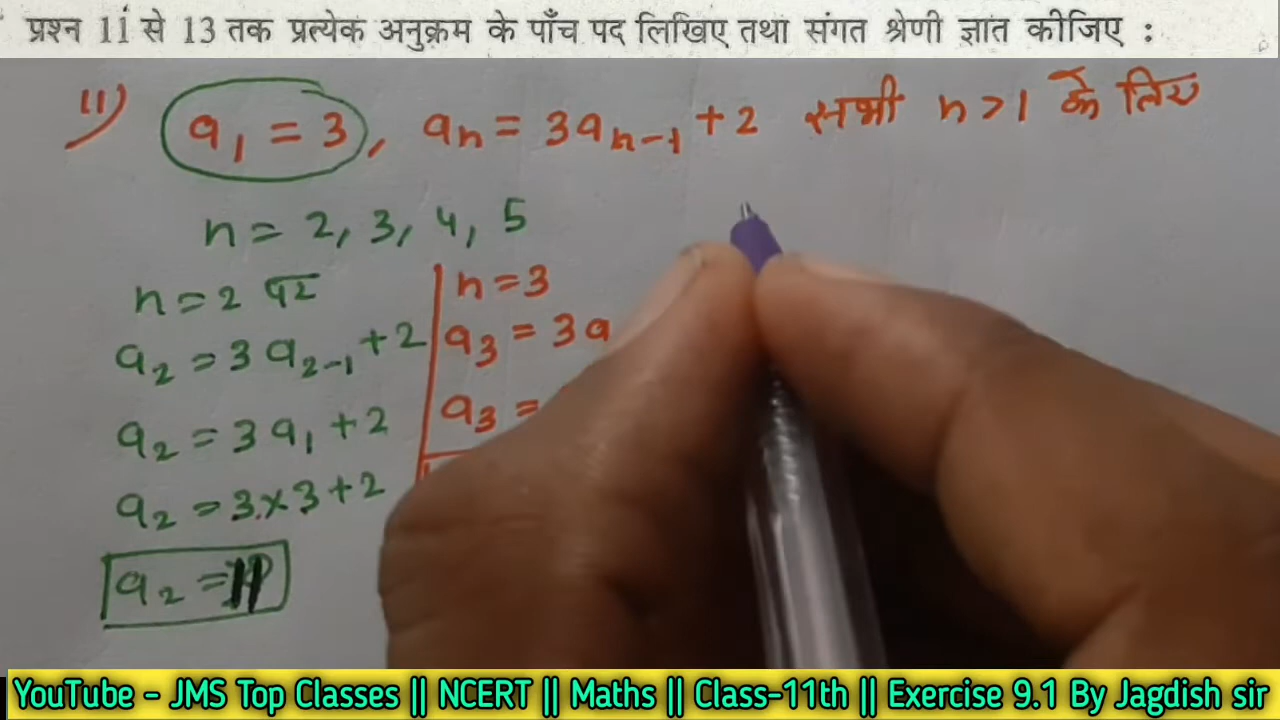 प्रश्न 11 से 13 तक प्रत्येक अनुक्रम के पाँच पद लिखिए तथा संगत श्रेणी ज्ञात कीजिए :
11) a₁ = 3, aₙ = 3aₙ₋₁ + 2 सभी n > 1 के लिए
n = 2, 3, 4, 5
n = 2 पर
a₂ = 3a₂₋₁ + 2
a₂ = 3a₁ + 2
a₂ = 3 × 3 + 2
a₂ = 11
n = 3
a₃ = 3a
a₃ =
YouTube - JMS Top Classes || NCERT || Maths || Class-11th || Exercise 9.1 By Jagdish sir